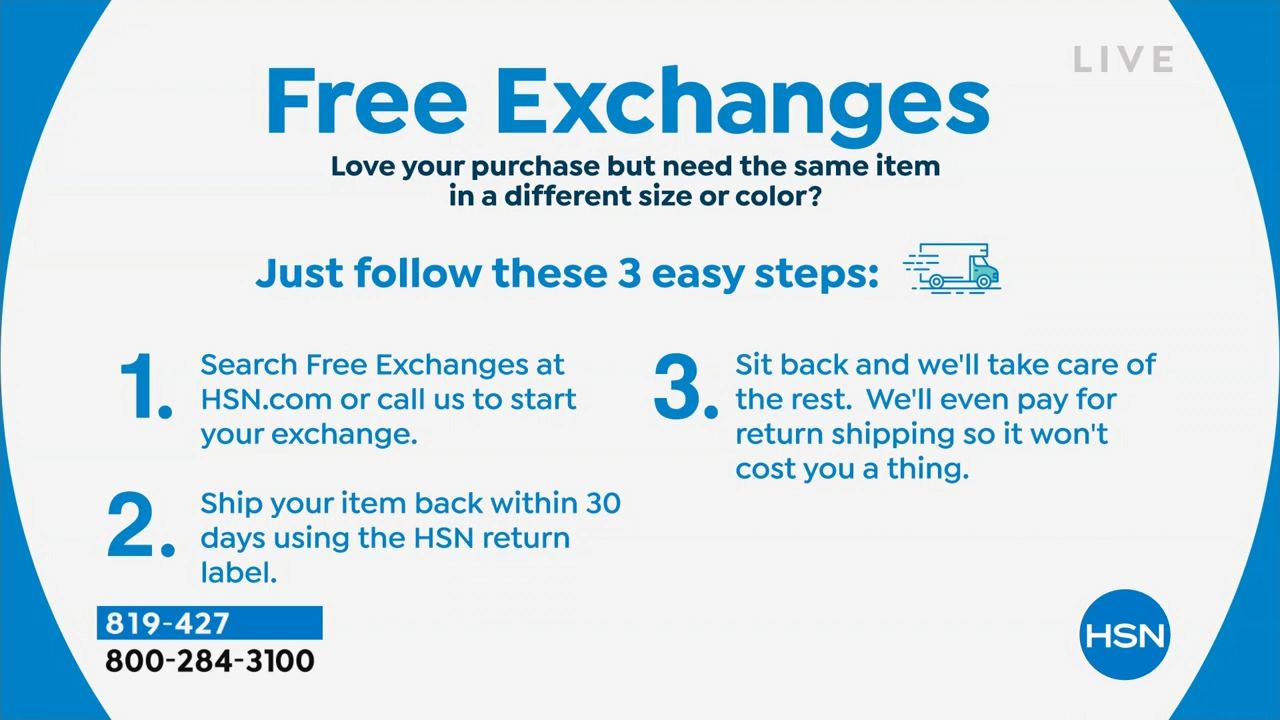 LIVE
Free Exchanges
Love your purchase but need the same item
in a different size or color?
Just follow these 3 easy steps:
1. Search Free Exchanges at
HSN.com or call us to start
your exchange.
2. Ship your item back within 30
days using the HSN return
label.
3. Sit back and we'll take care of
the rest.  We'll even pay for
return shipping so it won't
cost you a thing.
819-427
800-284-3100
HSN